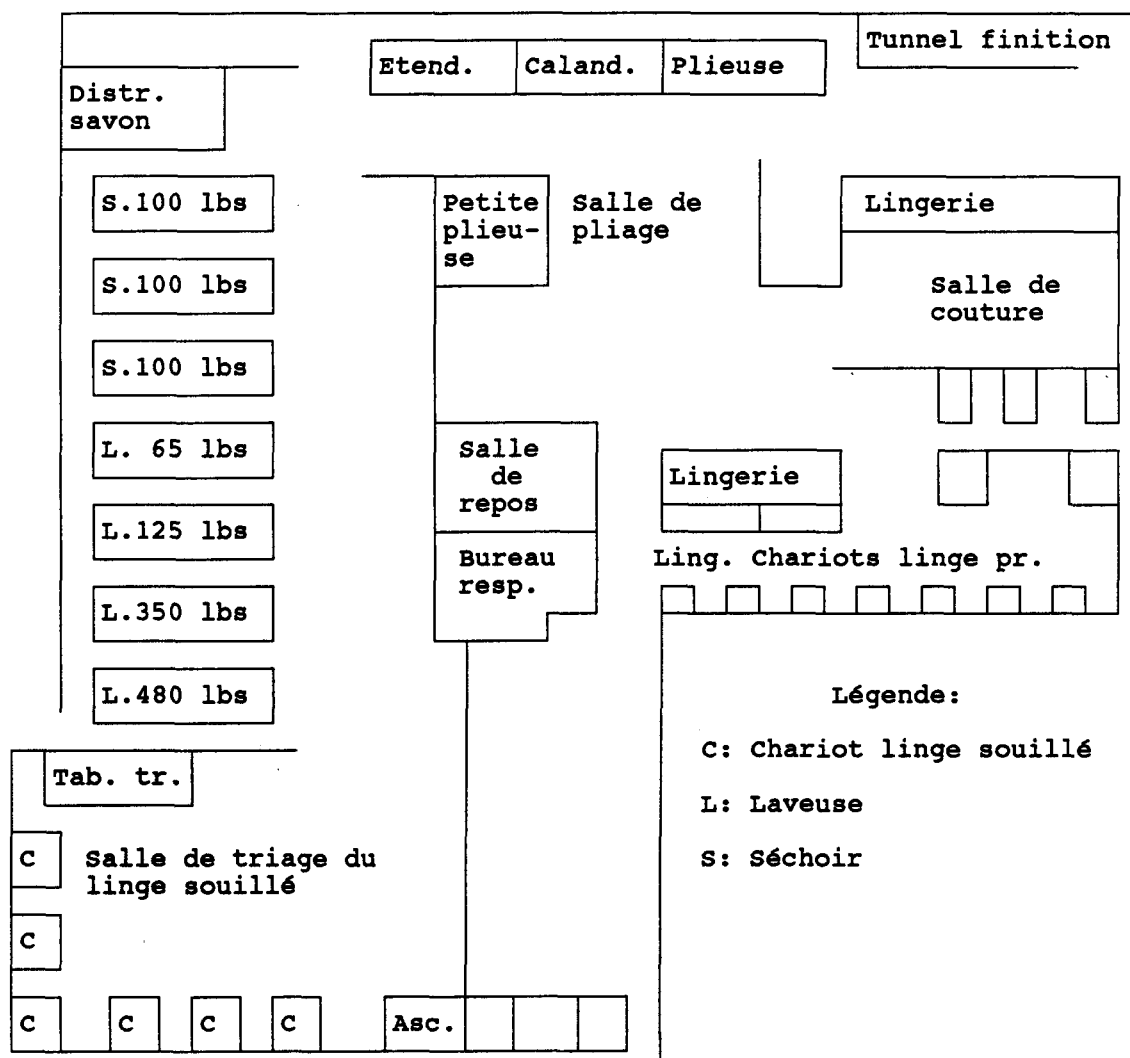 Tunnel finition
Etend. Caland. Plieuse
Distr.
savon
S.100 lbs
S.100 lbs
S.100 lbs
L. 65 lbs
L.125 lbs
L.350 lbs
L.480 lbs
Petite
plieu-
se
Salle de
pliage
Lingerie
Salle de
couture
Salle
de
repos
Bureau
resp.
Lingerie
Ling. Chariots linge pr.
Légende:
C: Chariot linge souillé
L: Laveuse
S: Séchoir
Tab. tr.
C
Salle de triage du
linge souillé
C
C C C C Asc.